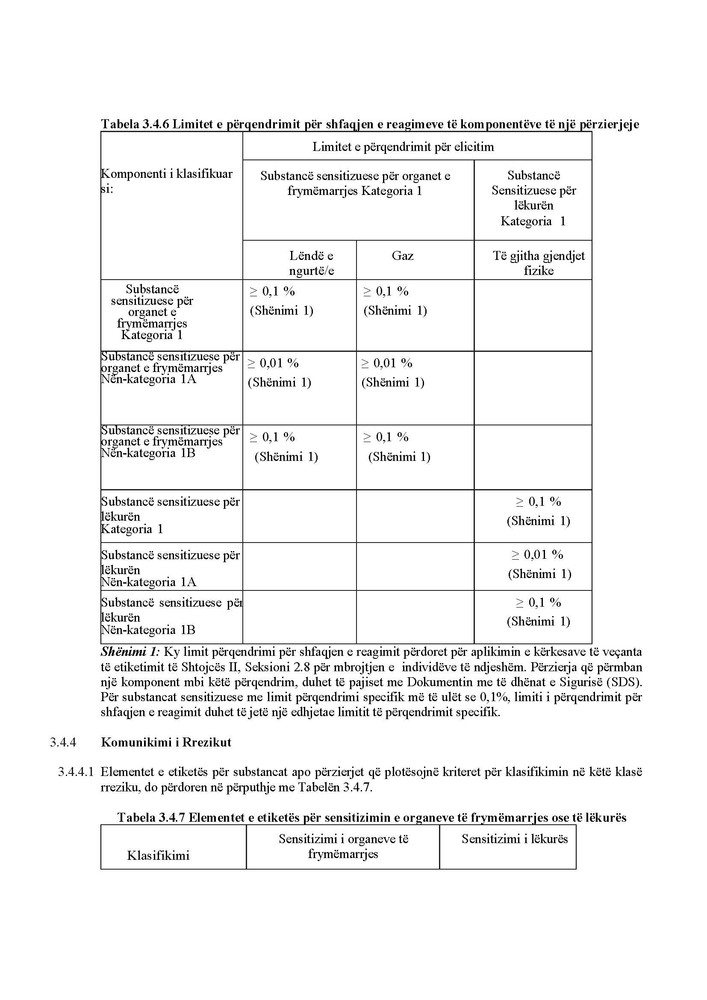 Tabela 3.4.6 Limitet e përqendrimit për shfaqjen e reagimeve të komponentëve të një përzierjeje
Komponenti i klasifikuar
si:
Limitet e përqendrimit për elicitim
Substancë sensitizuese për organet e
frymëmarrjes Kategoria 1
Substancë
Sensitizuese për
lëkurën
Kategoria 1
Lëndë e
ngurtë/e
Gaz
Të gjitha gjendjet
fizike
Substancë
sensitizuese për
organet e
frymëmarrjes
Kategoria 1
≥ 0,1 %
(Shënimi 1)
≥ 0,1 %
(Shënimi 1)
Substancë sensitizuese për
organet e frymëmarrjes
Nën-kategoria 1A
≥ 0,01 %
(Shënimi 1)
≥ 0,01 %
(Shënimi 1)
Substancë sensitizuese për
organet e frymëmarrjes
Nën-kategoria 1B
≥ 0,1 %
(Shënimi 1)
≥ 0,1 %
(Shënimi 1)
Substancë sensitizuese për
lëkurën
Kategoria 1
≥ 0,1 %
(Shënimi 1)
Substancë sensitizuese për
lëkurën
Nën-kategoria 1A
≥ 0,01 %
(Shënimi 1)
Substancë sensitizuese për
lëkurën
Nën-kategoria 1B
≥ 0,1 %
(Shënimi 1)
Shënimi 1: Ky limit përqendrimi për shfaqjen e reagimit përdoret për aplikimin e kërkesave të veçanta
të etiketimit të Shtojcës II, Seksioni 2.8 për mbrojtjen e individëve të ndjeshëm. Përzierja që përmban
një komponent mbi këtë përqendrim, duhet të pajiset me Dokumentin me të dhënat e Sigurisë (SDS).
Për substancat sensitizuese me limit përqendrimi specifik më të ulët se 0,1%, limiti i përqendrimit për
shfaqjen e reagimit duhet të jetë një edhjetae limitit të përqendrimit specifik.
3.4.4 Komunikimi i Rrezikut
3.4.4.1 Elementet e etiketës për substancat apo përzierjet që plotësojnë kriteret për klasifikimin në këtë klasë
rreziku, do përdoren në përputhje me Tabelën 3.4.7.
Tabela 3.4.7 Elementet e etiketës për sensitizimin e organeve të frymëmarrjes ose të lëkurës
Klasifikimi
Sensitizimi i organeve të
frymëmarrjes
Sensitizimi i lëkurës